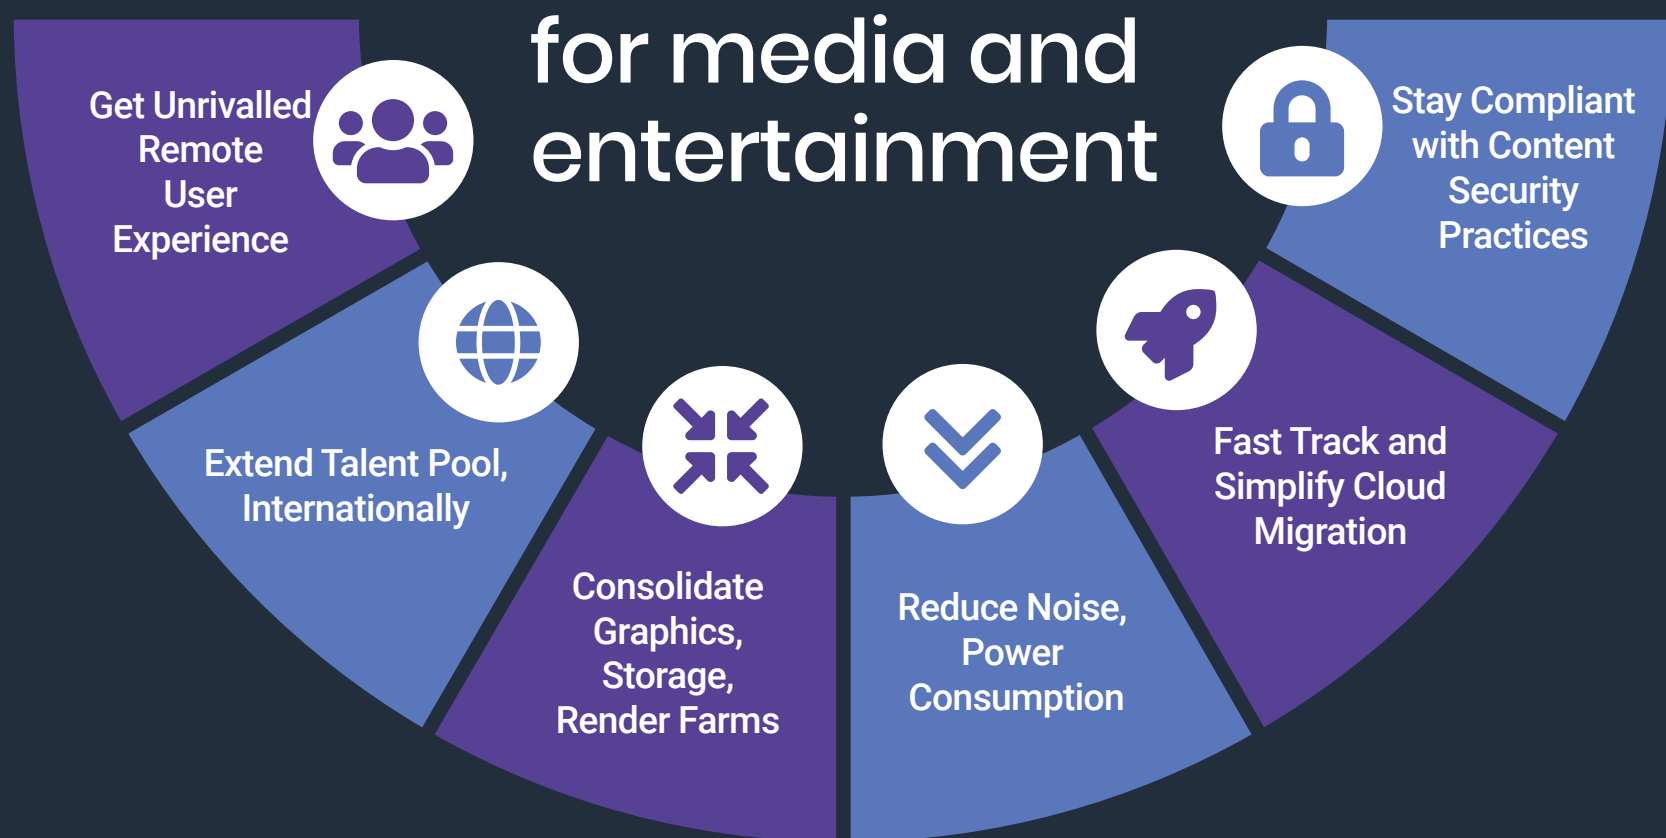 for media and
entertainment
Get Unrivalled
Remote
User
Experience
Extend Talent Pool,
Internationally
Consolidate
Graphics,
Storage,
Render Farms
Reduce Noise,
Power
Consumption
Fast Track and
Simplify Cloud
Migration
Stay Compliant
with Content
Security
Practices